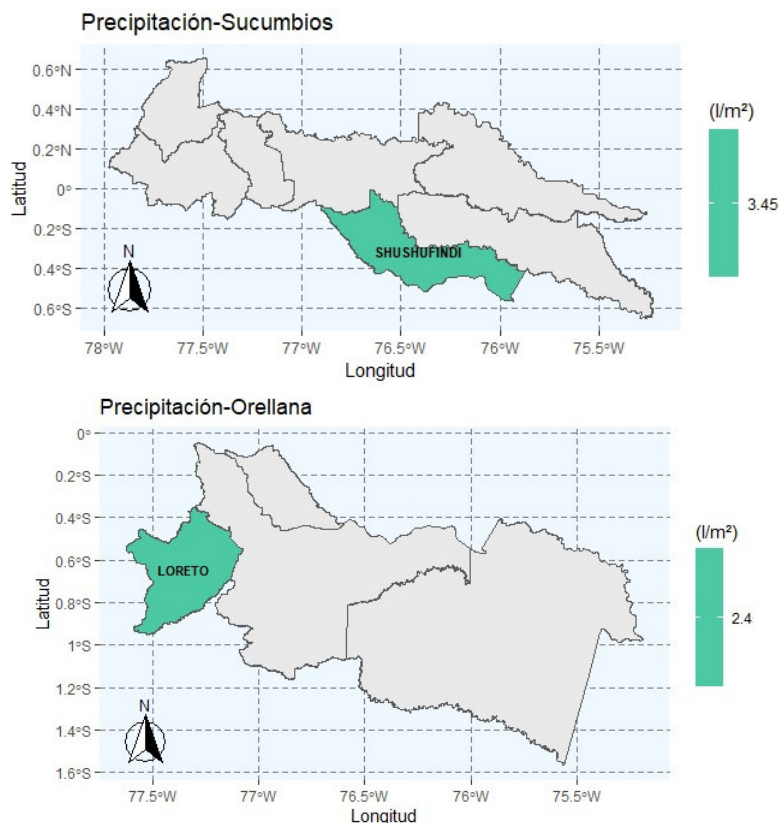 Precipitación-Sucumbios
0.6°N
0.4°N
0.2°N
0°
0.2°S
0.4°S
0.6°S
Latitud
SHUSHUFINDI
N
78°W 77.5°W 77°W 76.5°W 76°W 75.5°W
Longitud
(l/m²)
3.45
Precipitación-Orellana
0°
0.2°S
0.4°S
0.6°S
0.8°S
1°S
1.2°S
1.4°S
1.6°S
Latitud
LORETO
N
77.5°W 77°W 76.5°W 76°W 75.5°W
Longitud
(l/m²)
2.4